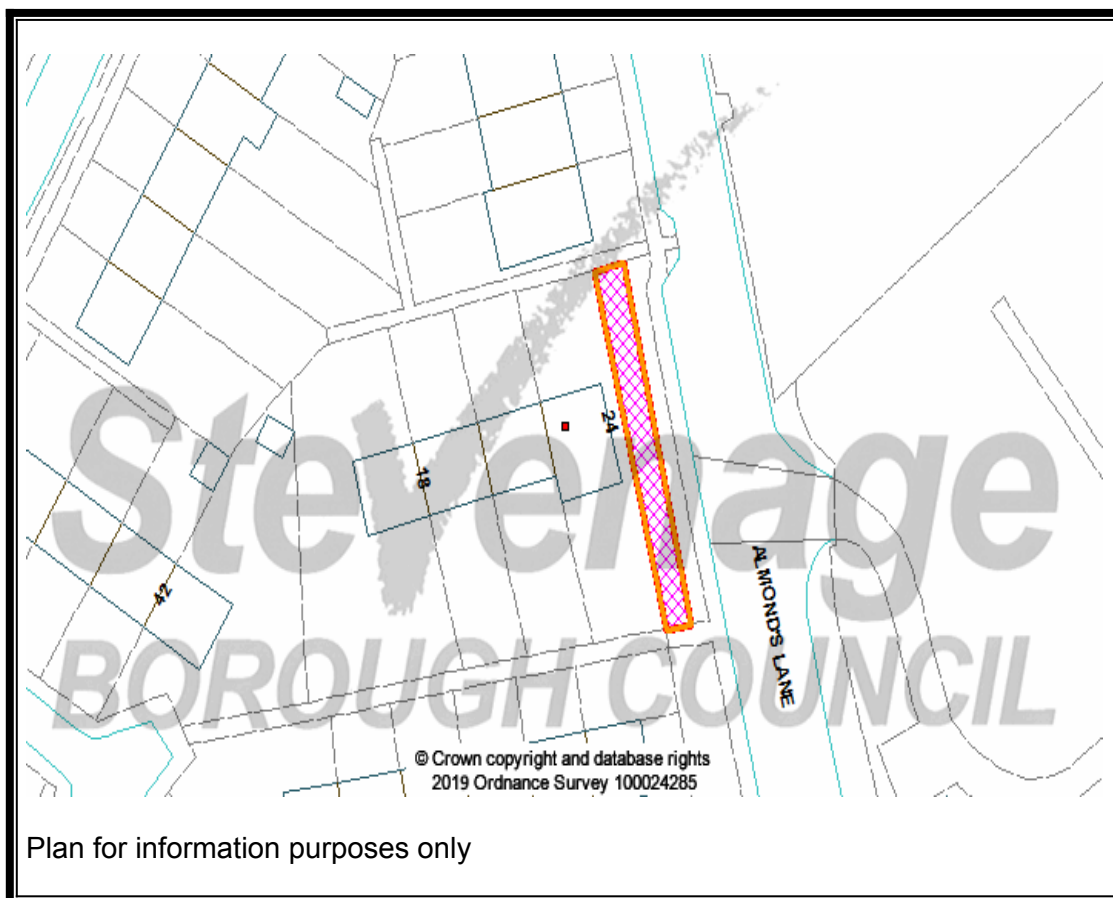 24
18
42
Stevenage
BOROUGH COUNCIL
ALMOND'S LANE
© Crown copyright and database rights
2019 Ordnance Survey 100024285
Plan for information purposes only